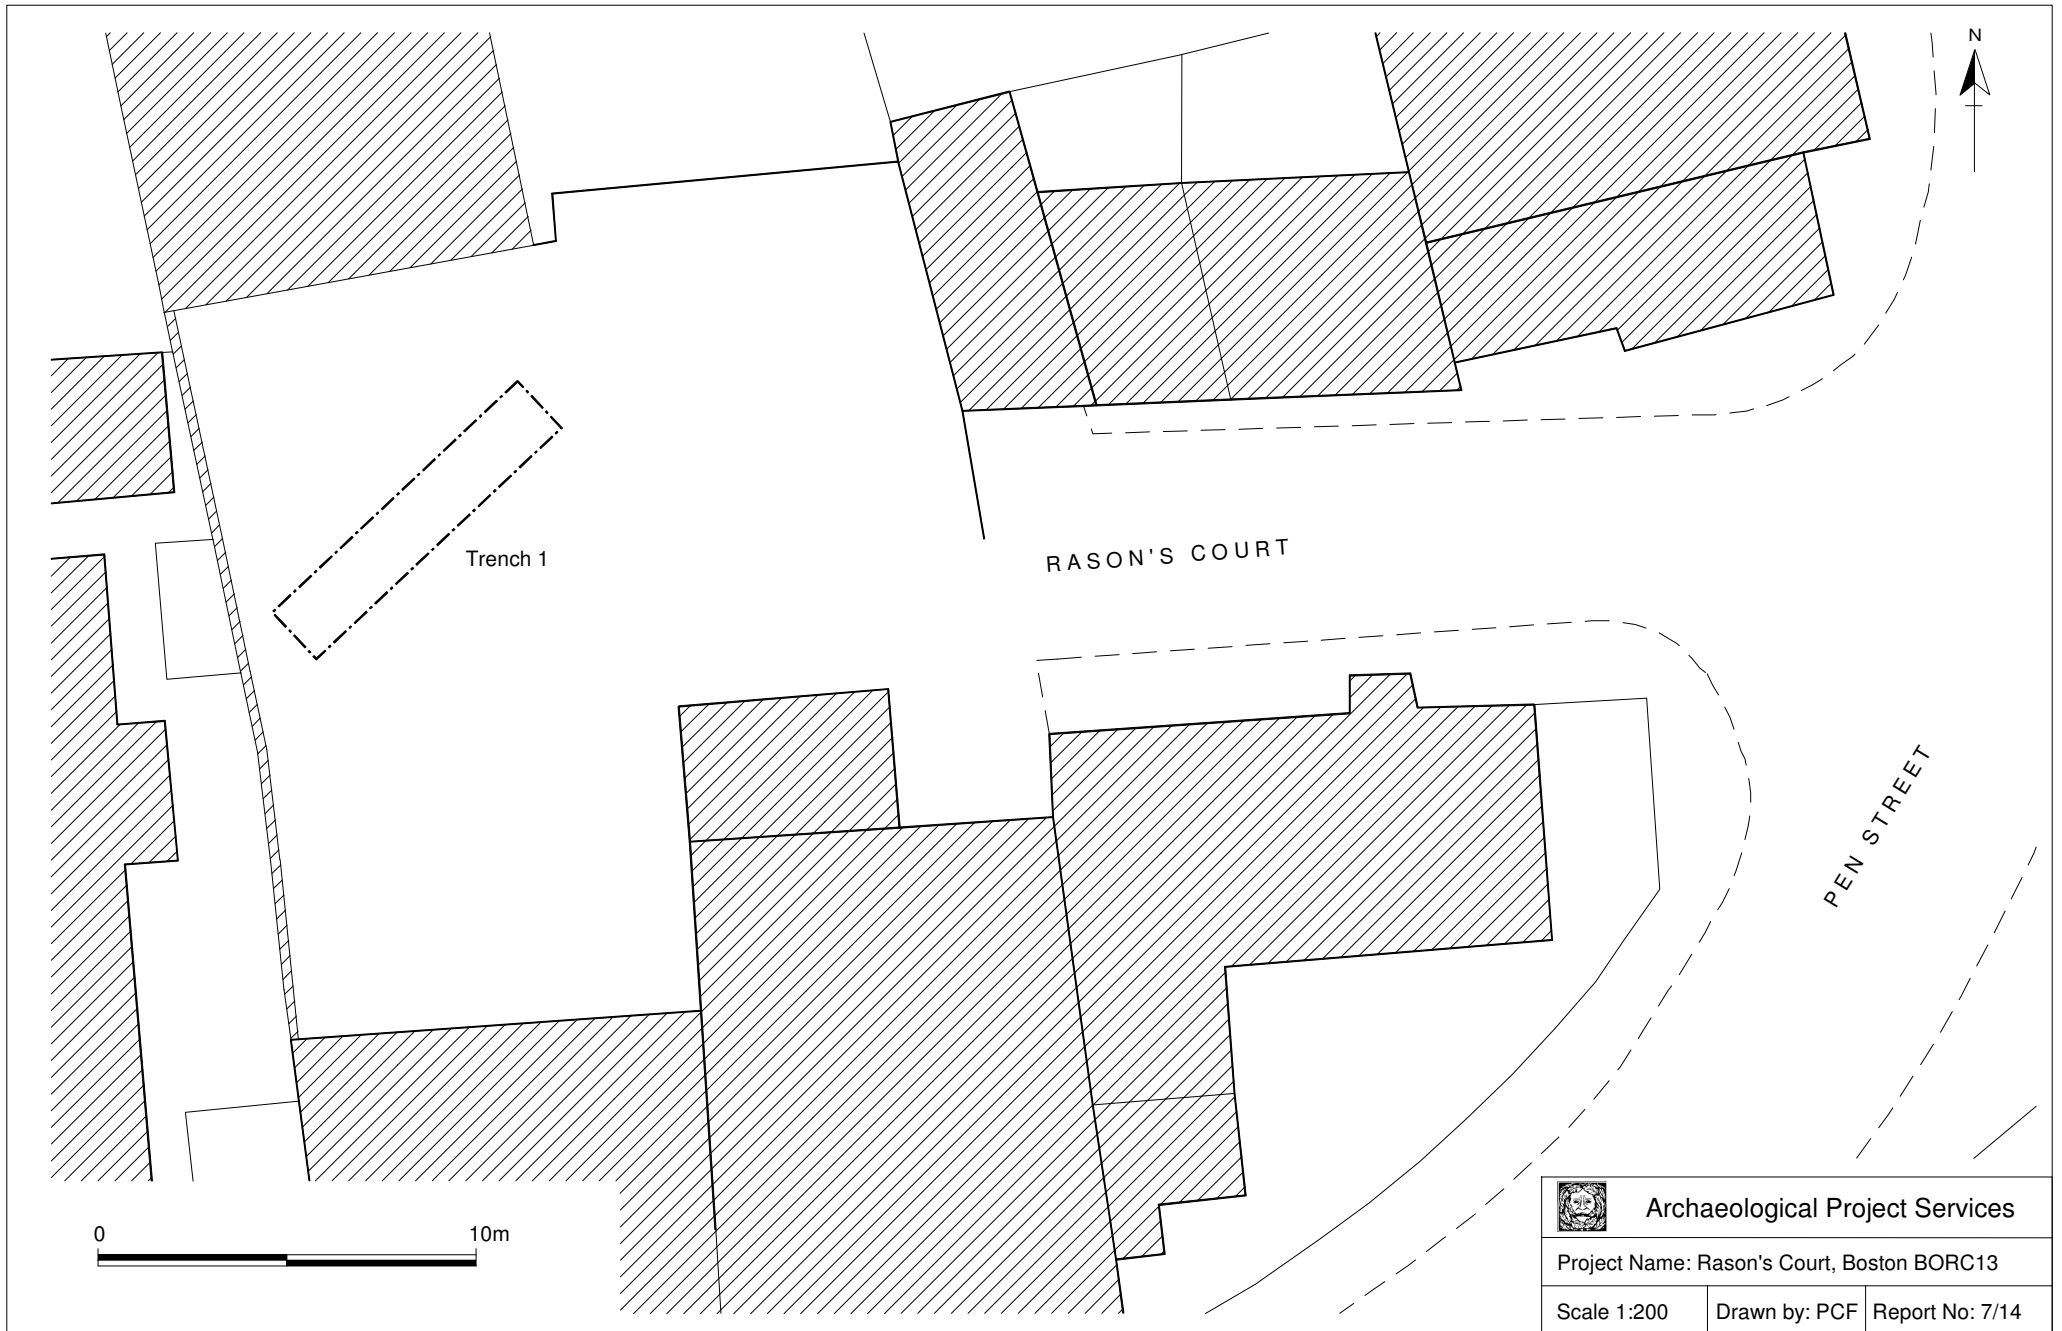 N
Trench 1
RASON'S COURT
PEN STREET
0 10m
Archaeological Project Services
Project Name: Rason's Court, Boston BORC13
Scale 1:200 Drawn by: PCF Report No: 7/14